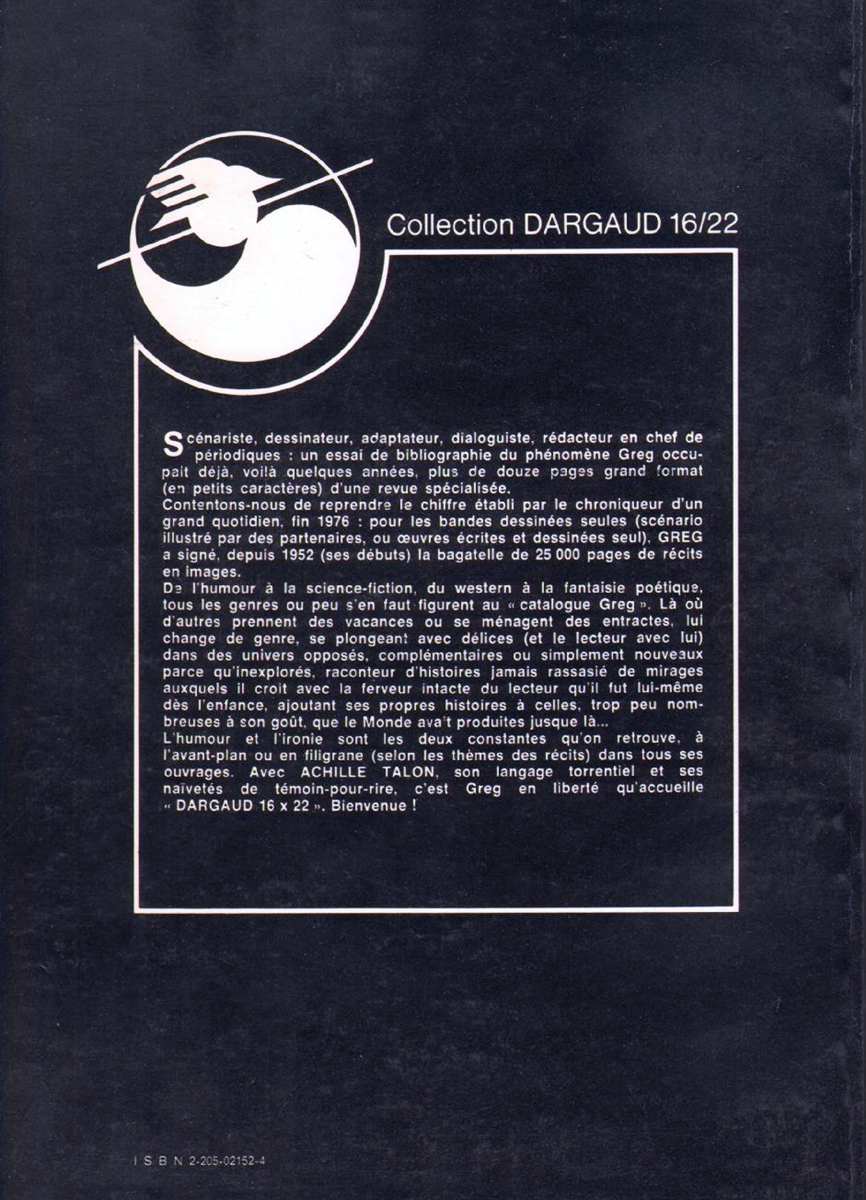 Collection DARGAUD 16/22
Scénariste, dessinateur, adaptateur, dialoguiste, rédacteur en chef de
périodiques : un essai de bibliographie du phénomène Greg occu-
pait déjà, voilà quelques années, plus de douze pages grand format
(en petits caractères) d'une revue spécialisée.
Contentons-nous de reprendre le chiffre établi par le chroniqueur d'un
grand quotidien, fin 1976 : pour les bandes dessinées seules (scénario
illustré par des partenaires, ou œuvres écrites et dessinées seul), GREG
a signé, depuis 1952 (ses débuts) la bagatelle de 25 000 pages de récits
en images.
De l'humour à la science-fiction, du western à la fantaisie poétique,
tous les genres ou peu s'en faut figurent au « catalogue Greg ». Là où
d'autres prennent des vacances ou se ménagent des entractes, lui
change de genre, se plongeant avec délices (et le lecteur avec lui)
dans des univers opposés, complémentaires ou simplement nouveaux
parce qu'inexplorés, raconteur d'histoires jamais rassasié de mirages
auxquels il croit avec la ferveur intacte du lecteur qu'il fut lui-même
dès l'enfance, ajoutant ses propres histoires à celles, trop peu nom-
breuses à son goût, que le Monde avait produites jusque là...
L'humour et l'ironie sont les deux constantes qu'on retrouve, à
l'avant-plan ou en filigrane (selon les thèmes des récits) dans tous ses
ouvrages. Avec ACHILLE TALON, son langage torrentiel et ses
naïvetés de témoin-pour-rire, c'est Greg en liberté qu'accueille
« DARGAUD 16 x 22 ». Bienvenue !
ISBN 2-205-02152-4